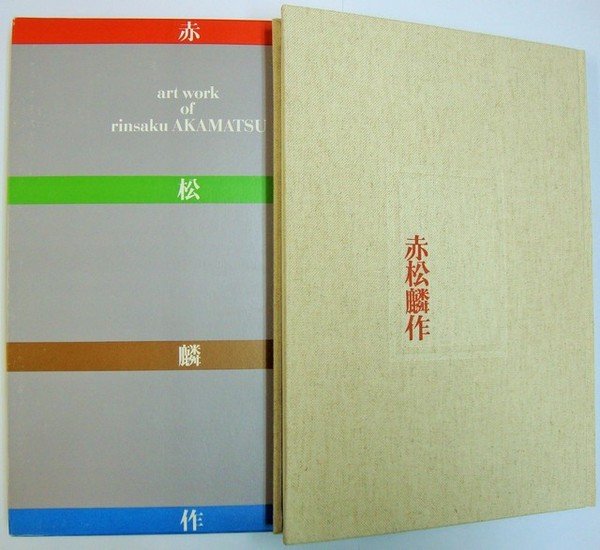 赤
art work
of
rinsaku AKAMATSU
松
麟
作
赤松麟作